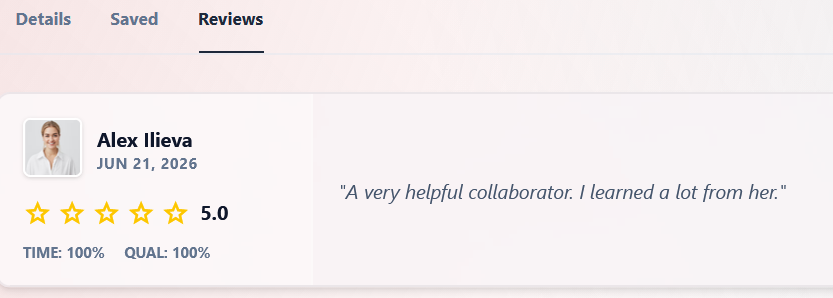 Details Saved Reviews
Alex Ilieva
JUN 21, 2026
5.0
TIME: 100% QUAL: 100%
"A very helpful collaborator. I learned a lot from her."